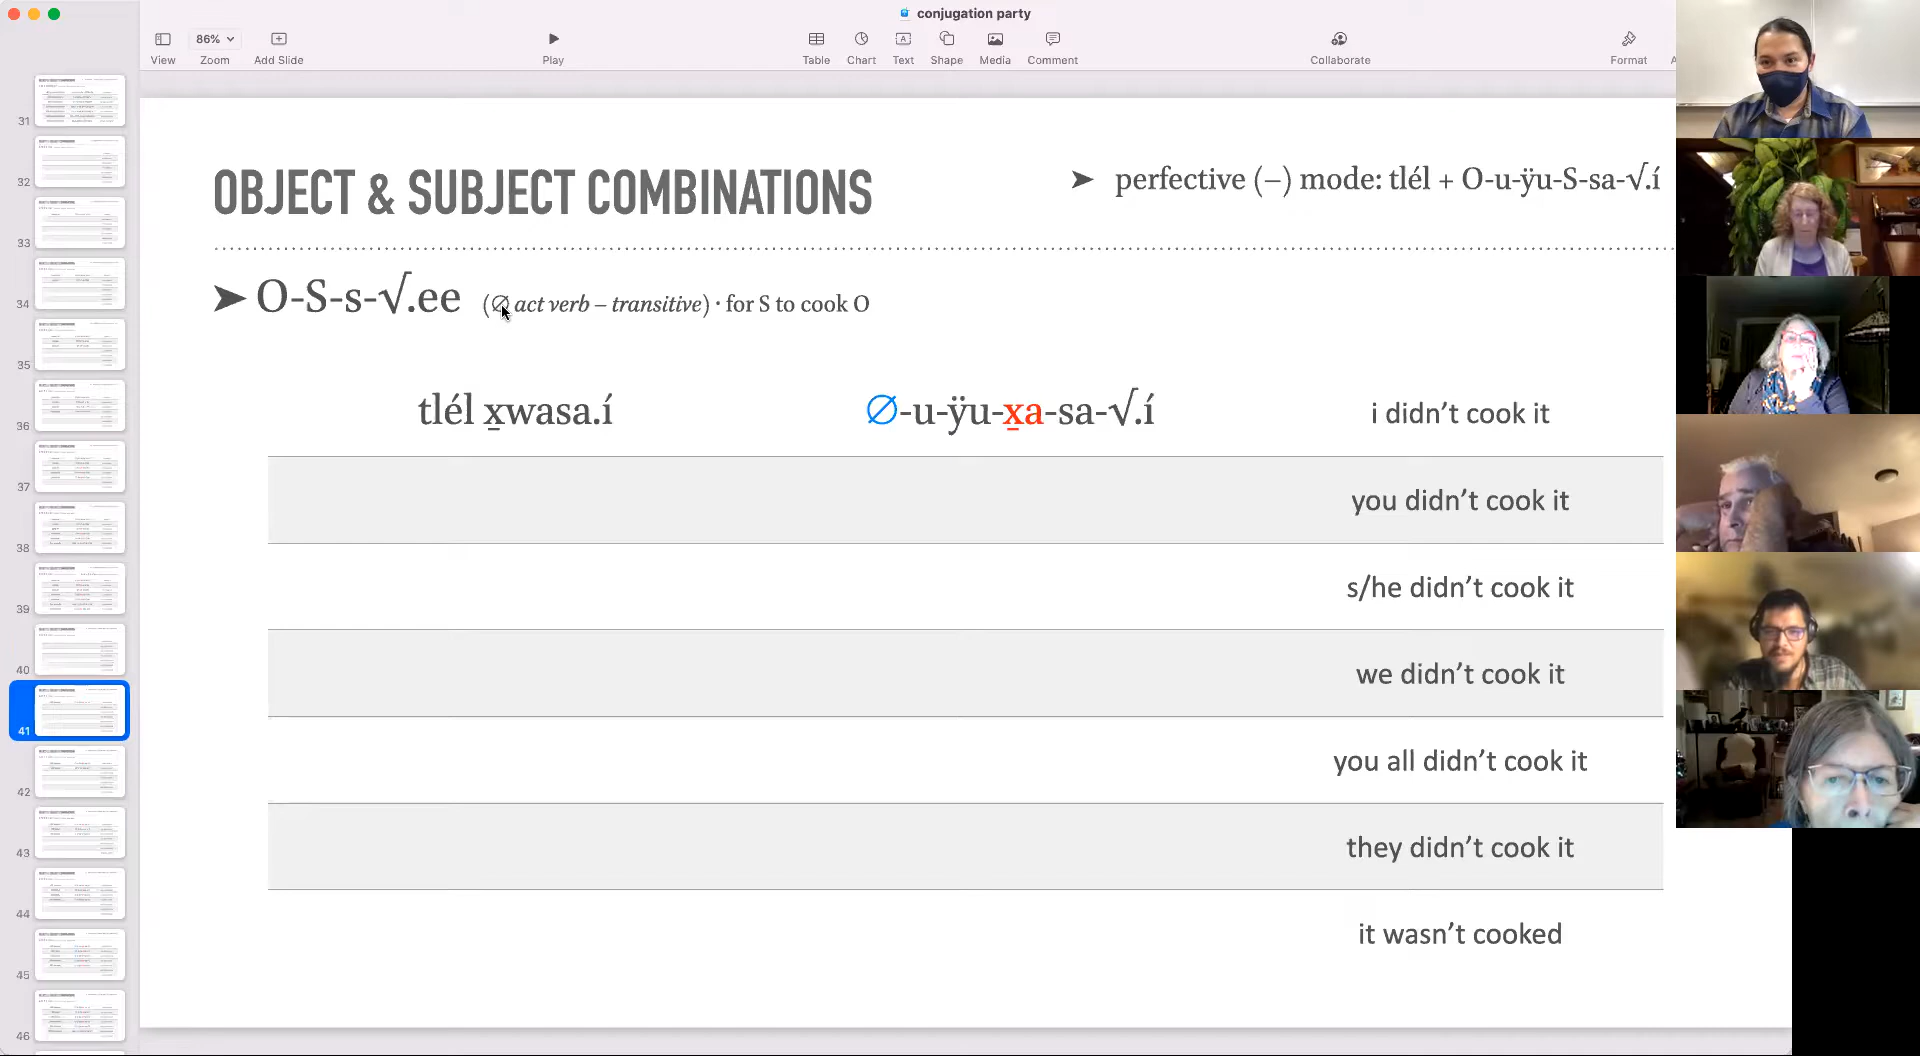 conjugation party
86%
View Zoom Add Slide Play Table Chart Text Shape Media Comment Collaborate Format
OBJECT & SUBJECT COMBINATIONS
➤ perfective (–) mode: tlél + O-u-ÿu-S-sa-√.í
➤ O-S-s-√.ee (∅ act verb – transitive) · for S to cook O
tlél x̱wasa.í ∅-u-ÿu-x̱a-sa-√.í i didn’t cook it
you didn’t cook it
s/he didn’t cook it
we didn’t cook it
you all didn’t cook it
they didn’t cook it
it wasn’t cooked
31
32
33
34
35
36
37
38
39
40
41
42
43
44
45
46